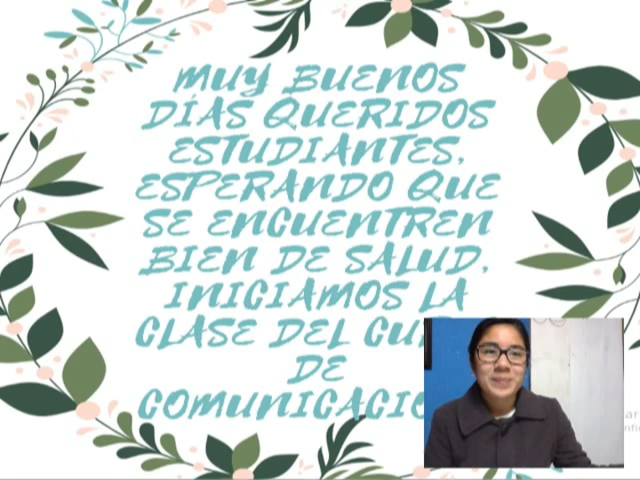 MUY BUENOS
DÍAS QUERIDOS
ESTUDIANTES,
ESPERANDO QUE
SE ENCUENTREN
BIEN DE SALUD,
INICIAMOS LA
CLASE DEL
DE